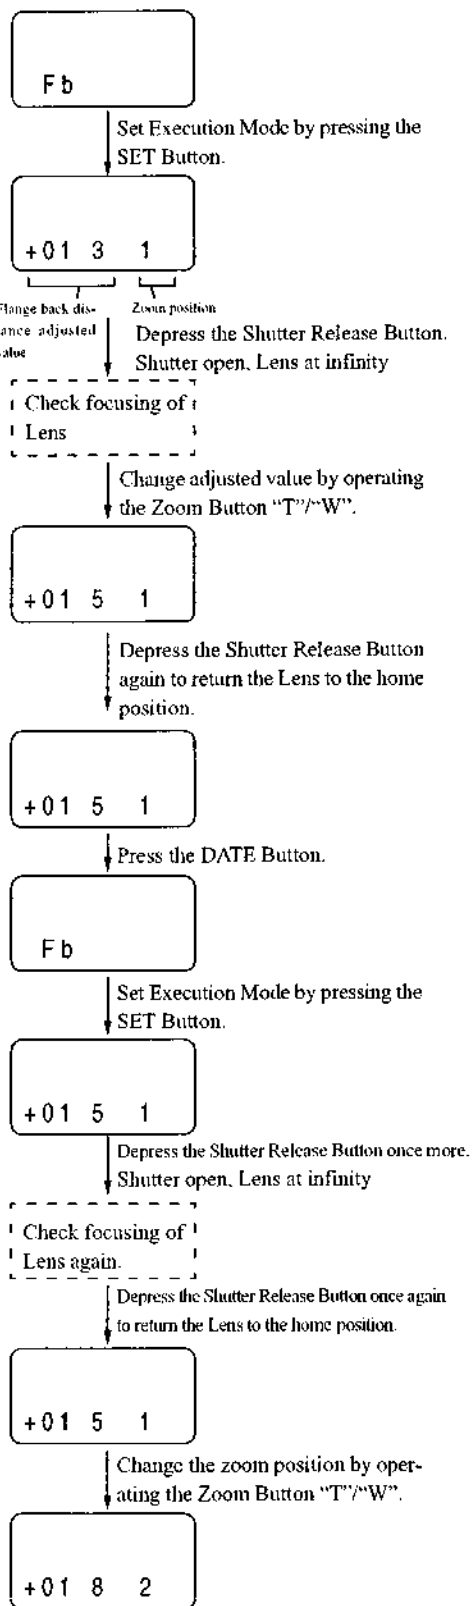 Fb
Set Execution Mode by pressing the
SET Button.
+01 3 1
Flange back dis-
tance adjusted
value
Zoom position
Depress the Shutter Release Button.
Shutter open, Lens at infinity
Check focusing of
Lens
Change adjusted value by operating
the Zoom Button “T”/“W”.
+01 5 1
Depress the Shutter Release Button
again to return the Lens to the home
position.
+01 5 1
Press the DATE Button.
Fb
Set Execution Mode by pressing the
SET Button.
+01 5 1
Depress the Shutter Release Button once more.
Shutter open, Lens at infinity
Check focusing of
Lens again.
Depress the Shutter Release Button once again
to return the Lens to the home position.
+01 5 1
Change the zoom position by oper-
ating the Zoom Button “T”/“W”.
+01 8 2